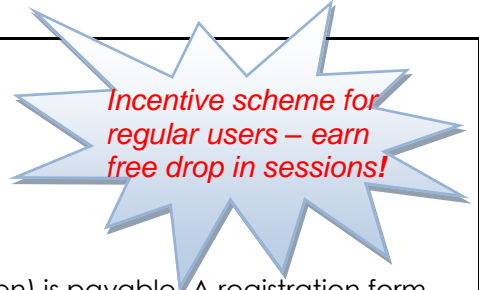 Incentive scheme for
regular users – earn
free drop in sessions!
is payable A registration form